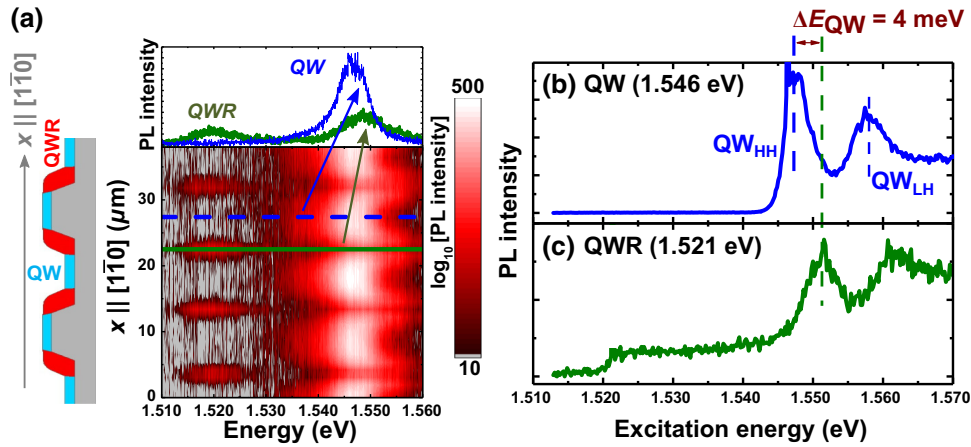 (a)
x || [1̄10]
QWR
QW
PL intensity
QW
QWR
x || [1̄10] (µm)
30
20
10
0
1.510 1.520 1.530 1.540 1.550 1.560
Energy (eV)
500
log10 [PL intensity]
10
ΔEQW = 4 meV
(b) QW (1.546 eV)
QWHH
QWLH
(c) QWR (1.521 eV)
PL intensity
1.510 1.520 1.530 1.540 1.550 1.560 1.570
Excitation energy (eV)